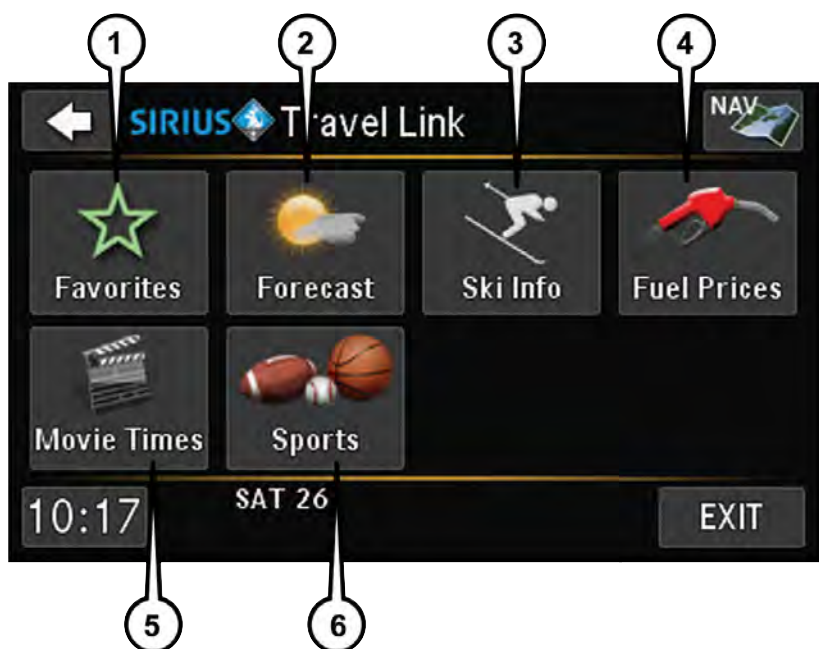 1 2 3 4
SIRIUS Travel Link NAV
Favorites Forecast Ski Info Fuel Prices
Movie Times Sports
10:17 SAT 26 EXIT
5 6